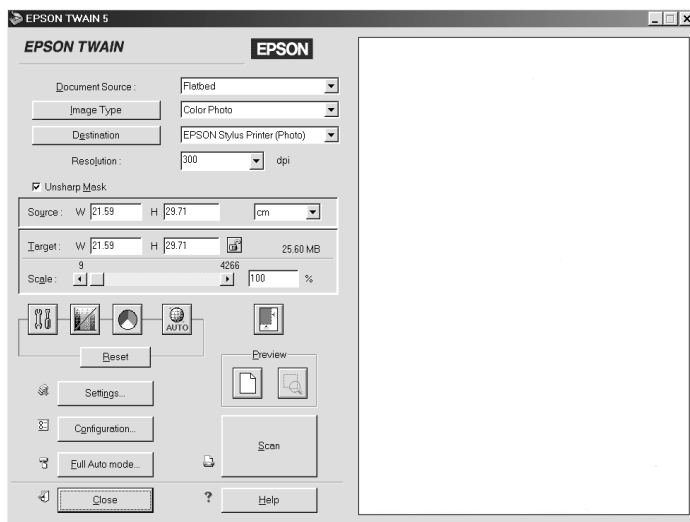 EPSON TWAIN 5
EPSON TWAIN
EPSON
Document Source :
Flatbed
Image Type
Color Photo
Destination
EPSON Stylus Printer (Photo)
Resolution :
300
dpi
Unsharp Mask
Source : W 21.59 H 29.71 cm
Target : W 21.59 H 29.71 25.60 MB
9 4266
Scale : 100 %
AUTO
Reset
Preview
Settings...
Configuration...
Scan
Full Auto mode...
Close
? Help